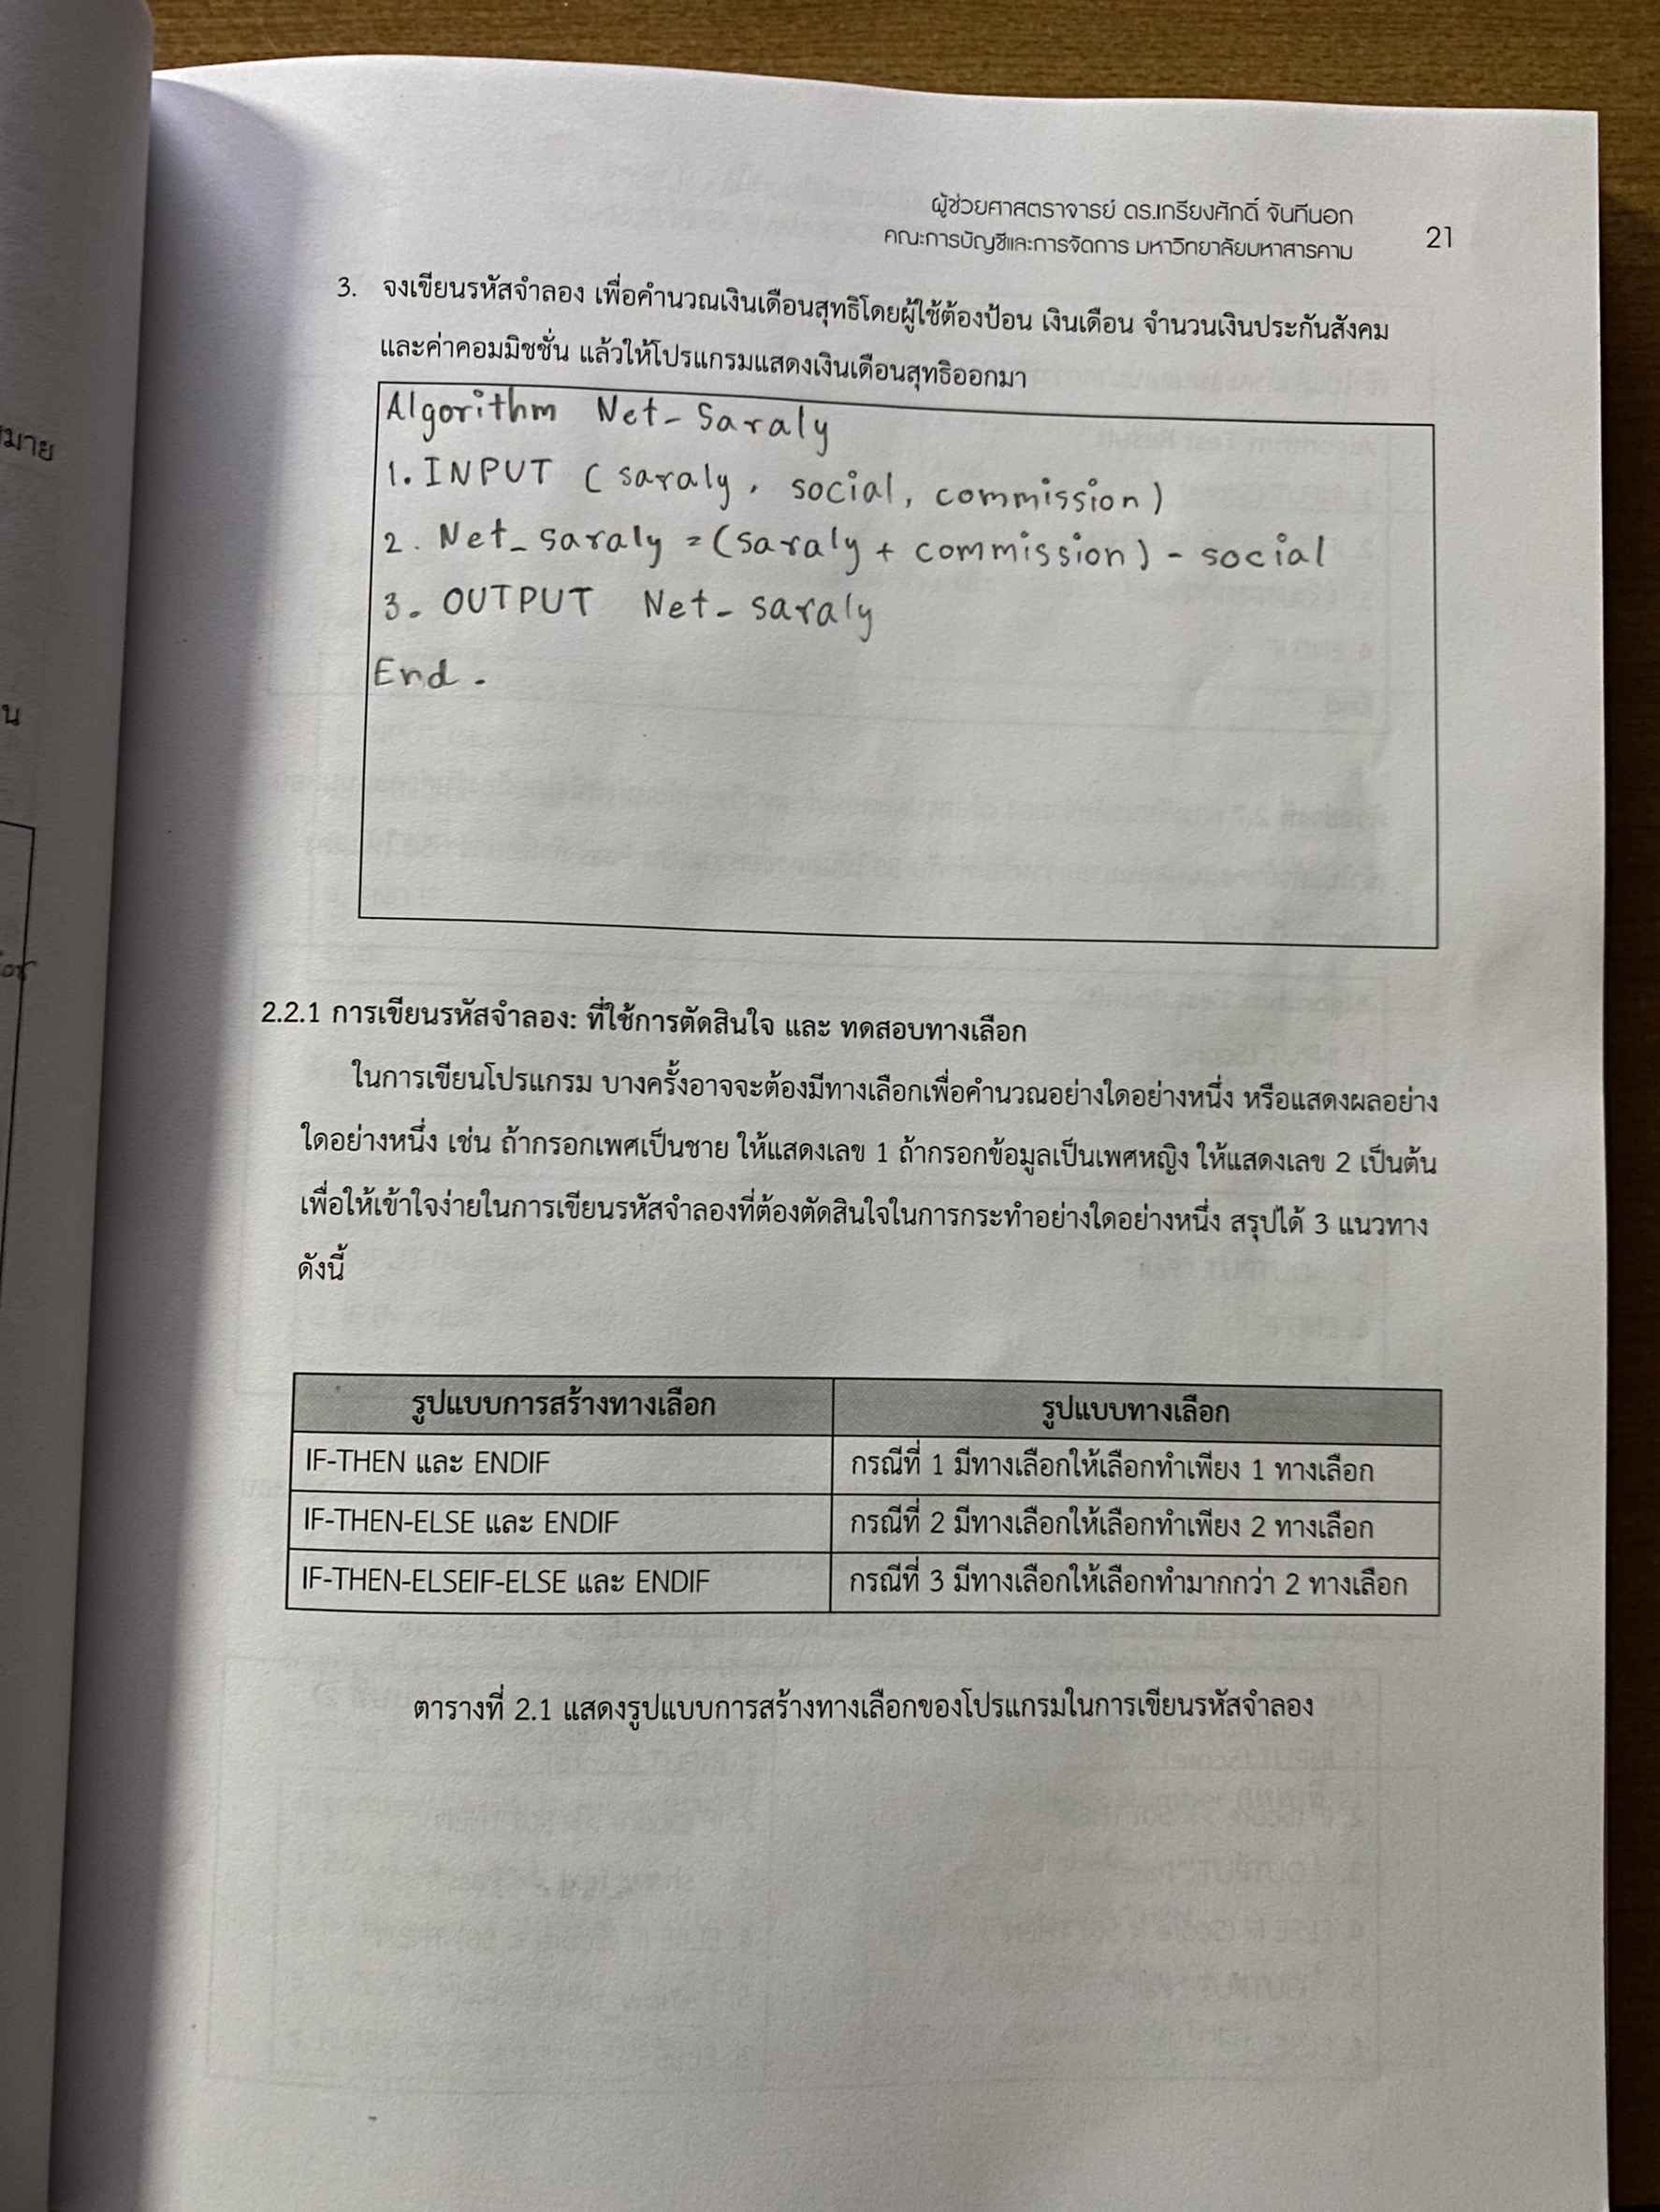 ผู้ช่วยศาสตราจารย์ ดร.เกรียงศักดิ์ จันทีนอก
คณะการบัญชีและการจัดการ มหาวิทยาลัยมหาสารคาม
21
3. จงเขียนรหัสจำลอง เพื่อคำนวณเงินเดือนสุทธิโดยผู้ใช้ต้องป้อน เงินเดือน จำนวนเงินประกันสังคม
และค่าคอมมิชชั่น แล้วให้โปรแกรมแสดงเงินเดือนสุทธิออกมา
Algorithm Net-Saraly
1. INPUT (saraly, social, commission)
2. Net_saraly = (saraly + commission) - social
3. OUTPUT Net-saraly
End.
2.2.1 การเขียนรหัสจำลอง: ที่ใช้การตัดสินใจ และ ทดสอบทางเลือก
ในการเขียนโปรแกรม บางครั้งอาจจะต้องมีทางเลือกเพื่อคำนวณอย่างใดอย่างหนึ่ง หรือแสดงผลอย่าง
ใดอย่างหนึ่ง เช่น ถ้ากรอกเพศเป็นชาย ให้แสดงเลข 1 ถ้ากรอกข้อมูลเป็นเพศหญิง ให้แสดงเลข 2 เป็นต้น
เพื่อให้เข้าใจง่ายในการเขียนรหัสจำลองที่ต้องตัดสินใจในการกระทำอย่างใดอย่างหนึ่ง สรุปได้ 3 แนวทาง
ดังนี้
รูปแบบการสร้างทางเลือก รูปแบบทางเลือก
IF-THEN และ ENDIF กรณีที่ 1 มีทางเลือกให้เลือกทำเพียง 1 ทางเลือก
IF-THEN-ELSE และ ENDIF กรณีที่ 2 มีทางเลือกให้เลือกทำเพียง 2 ทางเลือก
IF-THEN-ELSEIF-ELSE และ ENDIF กรณีที่ 3 มีทางเลือกให้เลือกทำมากกว่า 2 ทางเลือก
ตารางที่ 2.1 แสดงรูปแบบการสร้างทางเลือกของโปรแกรมในการเขียนรหัสจำลอง